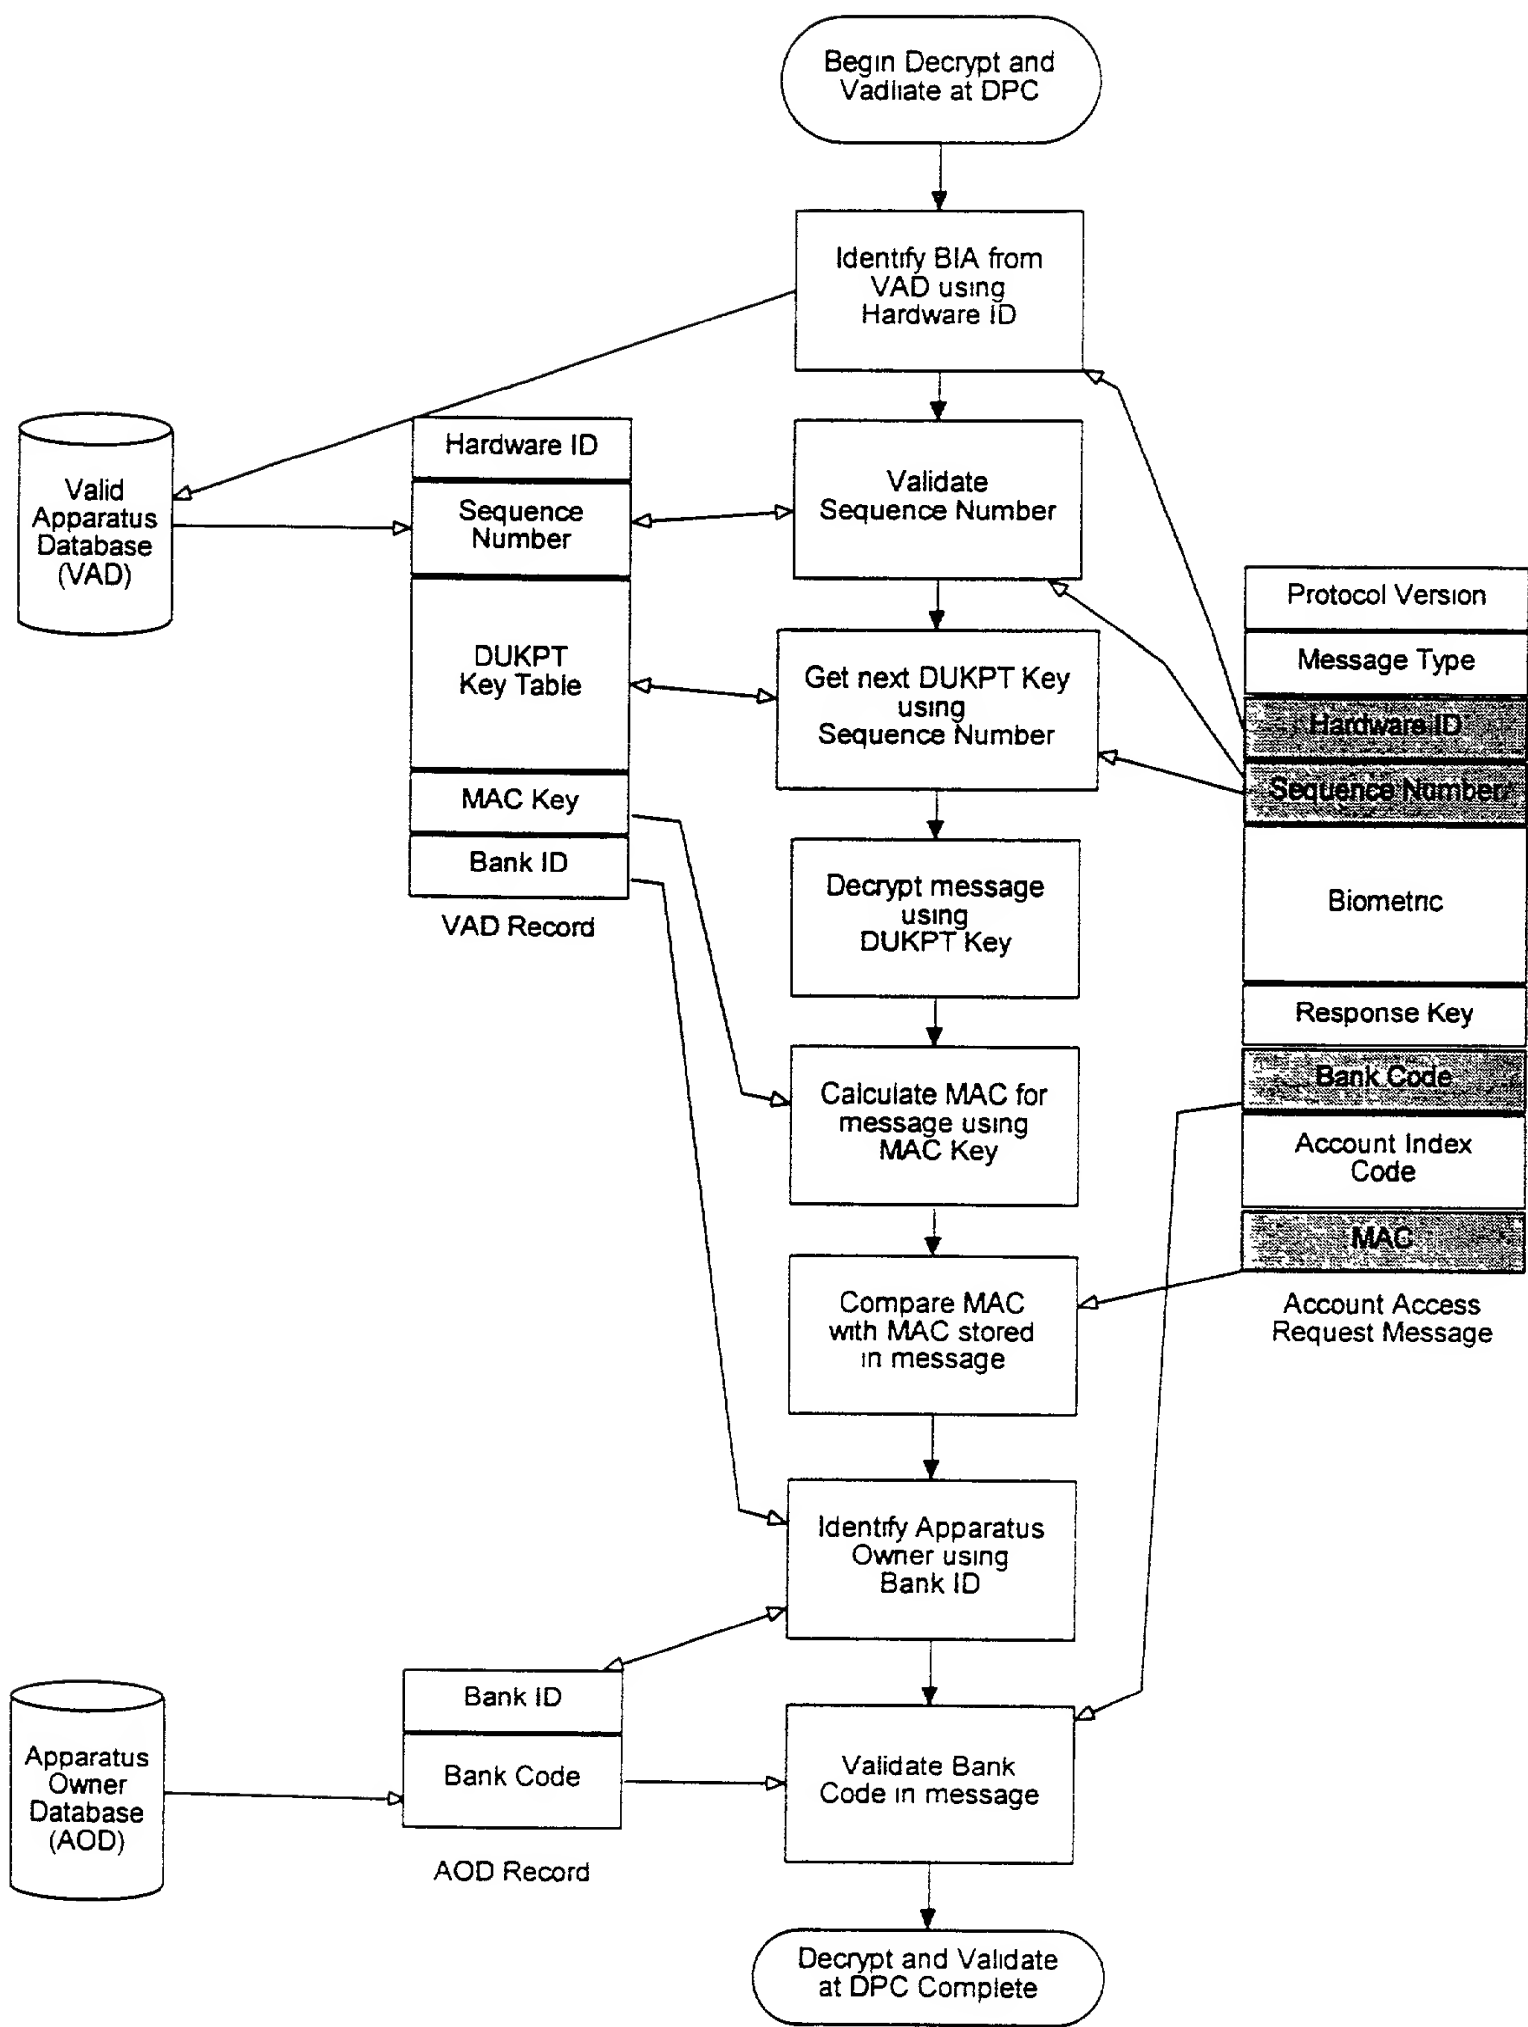 Begin Decrypt and
Vadliate at DPC
Identify BIA from
VAD using
Hardware ID
Valid
Apparatus
Database
(VAD)
Hardware ID
Sequence
Number
DUKPT
Key Table
MAC Key
Bank ID
VAD Record
Validate
Sequence Number
Get next DUKPT Key
using
Sequence Number
Decrypt message
using
DUKPT Key
Calculate MAC for
message using
MAC Key
Compare MAC
with MAC stored
in message
Identify Apparatus
Owner using
Bank ID
Validate Bank
Code in message
Decrypt and Validate
at DPC Complete
Protocol Version
Message Type
Hardware ID
Sequence Number
Biometric
Response Key
Bank Code
Account Index
Code
MAC
Account Access
Request Message
Apparatus
Owner
Database
(AOD)
Bank ID
Bank Code
AOD Record